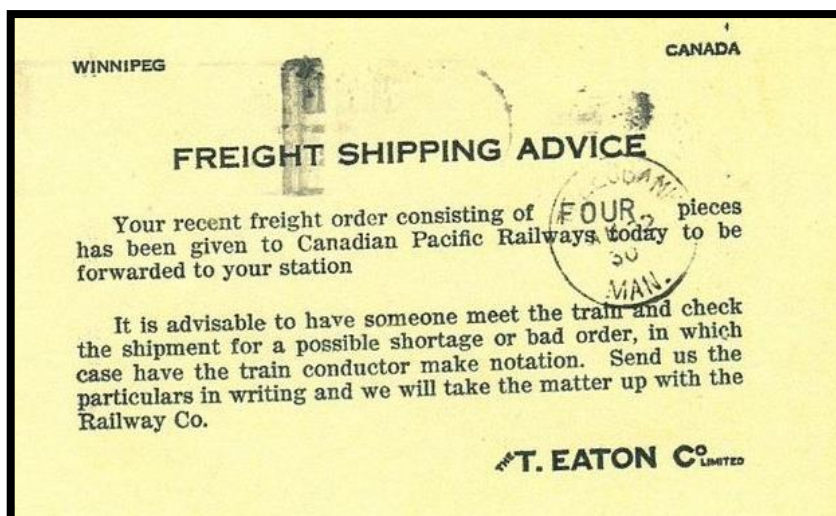 WINNIPEG
CANADA
FREIGHT SHIPPING ADVICE
Your recent freight order consisting of FOUR pieces
has been given to Canadian Pacific Railways today to be
forwarded to your station
It is advisable to have someone meet the train and check
the shipment for a possible shortage or bad order, in which
case have the train conductor make notation. Send us the
particulars in writing and we will take the matter up with the
Railway Co.
THE T. EATON Co LIMITED
30
MAN.